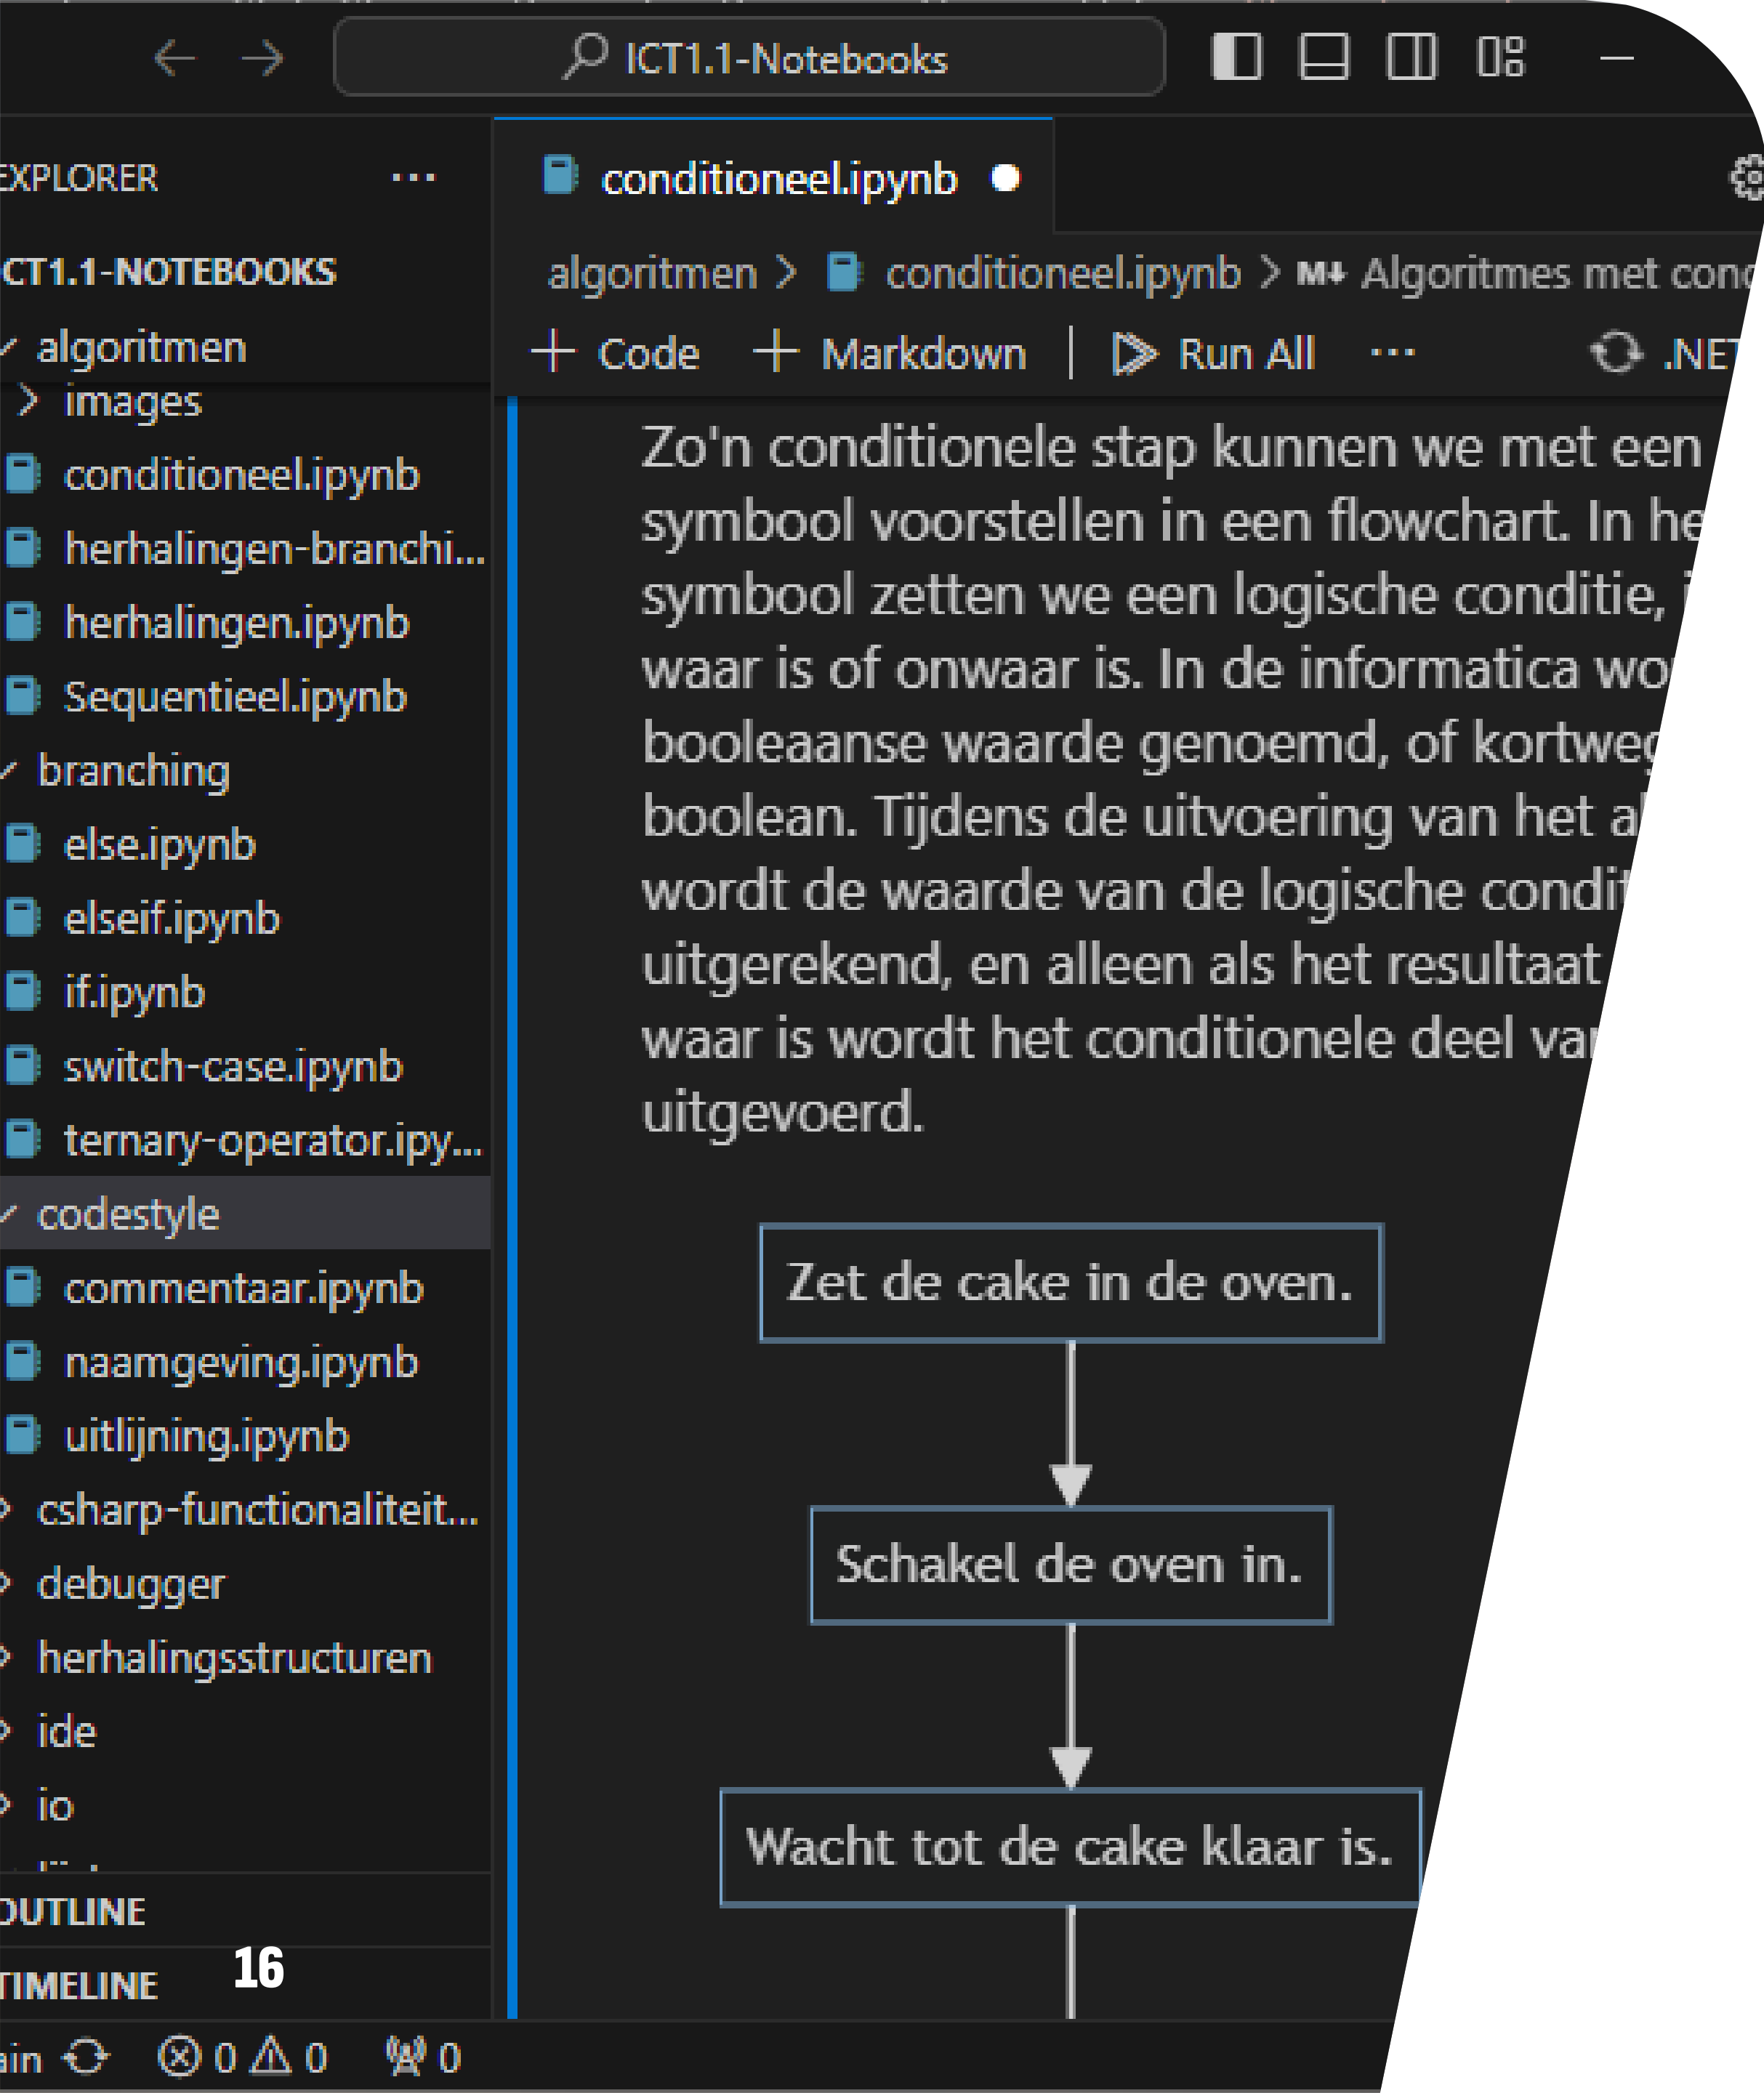 ICT1.1-Notebooks
EXPLORER
ICT1.1-NOTEBOOKS
algoritmen
images
conditioneel.ipynb
herhalingen-branchi...
herhalingen.ipynb
Sequentieel.ipynb
branching
else.ipynb
elseif.ipynb
if.ipynb
switch-case.ipynb
ternary-operator.ipy...
codestyle
commentaar.ipynb
naamgeving.ipynb
uitlijning.ipynb
csharp-functionaliteit...
debugger
herhalingsstructuren
ide
io
OUTLINE
TIMELINE
16
0 0 0
conditioneel.ipynb
algoritmen > conditioneel.ipynb > M↓ Algoritmes met
+ Code + Markdown | Run All ... .NET
Zo'n conditionele stap kunnen we met een
symbool voorstellen in een flowchart. In
symbool zetten we een logische conditie,
waar is of onwaar is. In de informatica
booleaanse waarde genoemd, of kortweg
boolean. Tijdens de uitvoering van het
wordt de waarde van de logische
uitgerekend, en alleen als het resultaat
waar is wordt het conditionele deel van
uitgevoerd.
Zet de cake in de oven.
Schakel de oven in.
Wacht tot de cake klaar is.